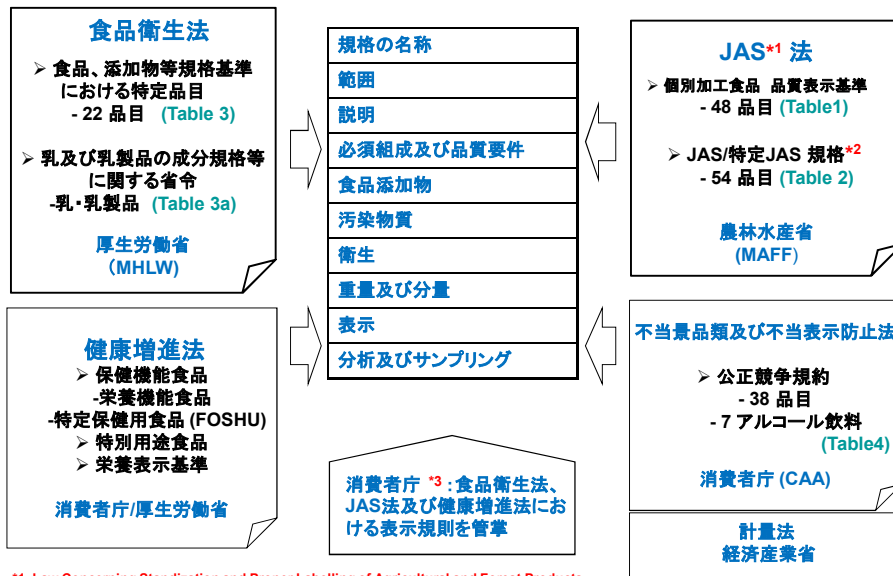 食品衛生法
➢ 食品、添加物等規格基準
における特定品目
- 22 品目 (Table 3)
➢ 乳及び乳製品の成分規格等
に関する省令
-乳・乳製品 (Table 3a)
厚生労働省
(MHLW)
健康増進法
➢ 保健機能食品
-栄養機能食品
-特定保健用食品 (FOSHU)
➢ 特別用途食品
➢ 栄養表示基準
消費者庁/厚生労働省
規格の名称
範囲
説明
必須組成及び品質要件
食品添加物
汚染物質
衛生
重量及び分量
表示
分析及びサンプリング
消費者庁 *3 : 食品衛生法、
JAS法及び健康増進法にお
ける表示規則を管掌
JAS*1 法
➢ 個別加工食品 品質表示基準
- 48 品目 (Table1)
➢ JAS/特定JAS 規格*2
- 54 品目 (Table 2)
農林水産省
(MAFF)
不当景品類及び不当表示防止法
➢ 公正競争規約
- 38 品目
- 7 アルコール飲料
(Table4)
消費者庁 (CAA)
計量法
経済産業省
*1 Law Concerning Standization and Proper Labelling of Agricultural and Forest Products